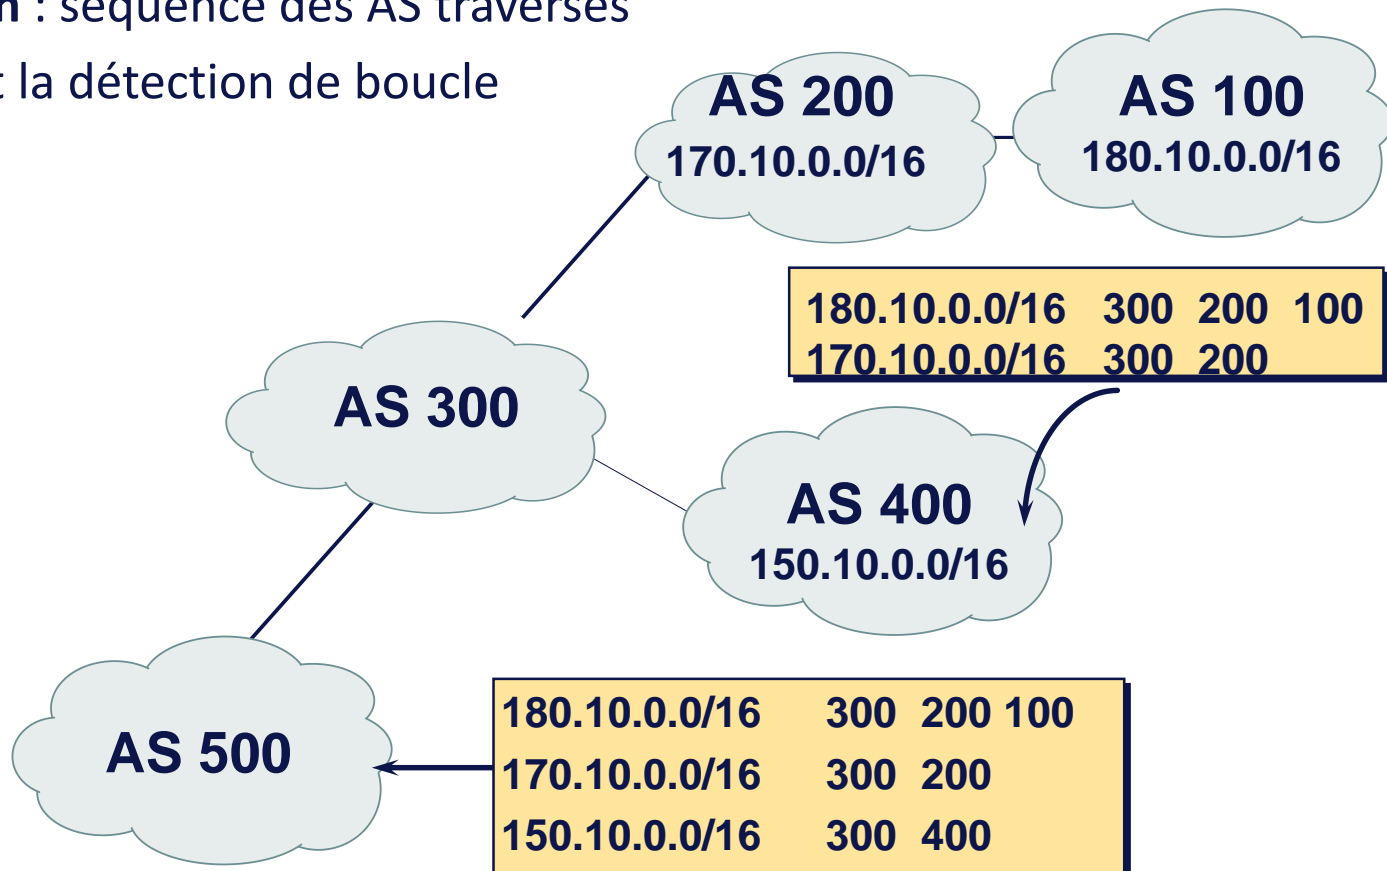 : séquence des AS traversés
la détection de boucle
AS 200
170.10.0.0/16
AS 100
180.10.0.0/16
180.10.0.0/16 300 200 100
170.10.0.0/16 300 200
AS 300
AS 400
150.10.0.0/16
AS 500
180.10.0.0/16 300 200 100
170.10.0.0/16 300 200
150.10.0.0/16 300 400